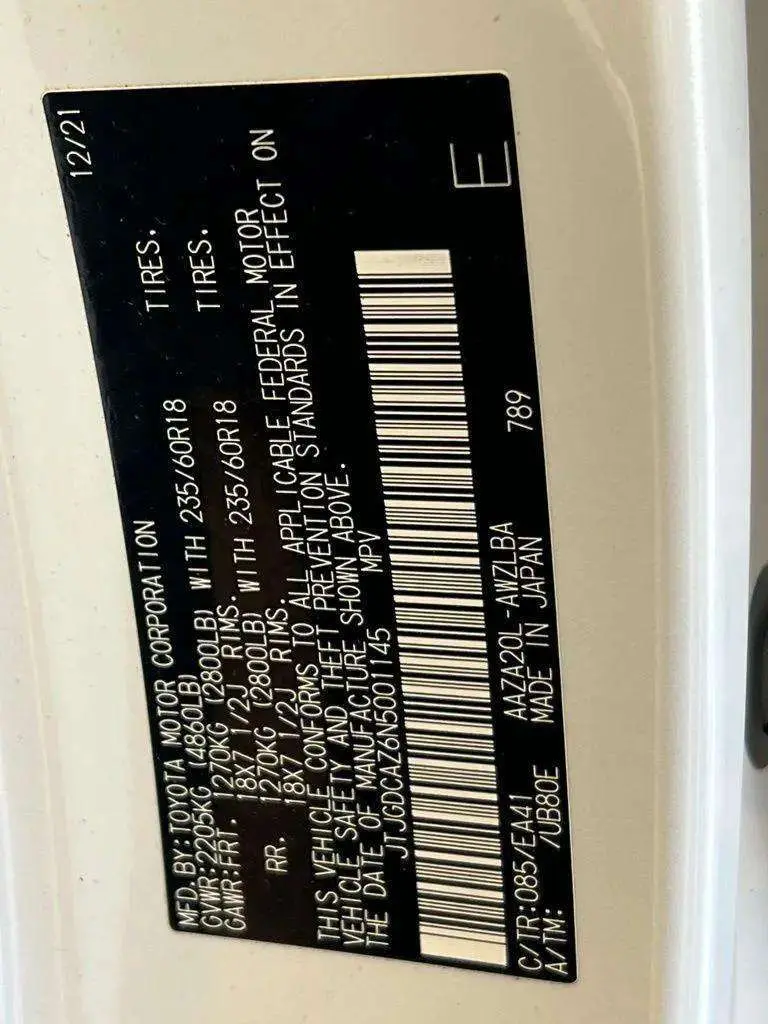 MFD. BY: TOYOTA MOTOR CORPORATION 12/21
GVWR: 2205KG (4860LB)
GAWR: FRT. 1270KG (2800LB) WITH 235/60R18 TIRES.
18X7 1/2J RIMS.
RR. 1270KG (2800LB) WITH 235/60R18 TIRES.
18X7 1/2J RIMS.
THIS VEHICLE CONFORMS TO ALL APPLICABLE FEDERAL MOTOR
VEHICLE SAFETY AND THEFT PREVENTION STANDARDS IN EFFECT ON
THE DATE OF MANUFACTURE SHOWN ABOVE.
JTJGDCAZ6N5001145 MPV
C/TR: 085/EA41 AAZA20L-AWZLBA 789
A/TM: /UB80E MADE IN JAPAN
E